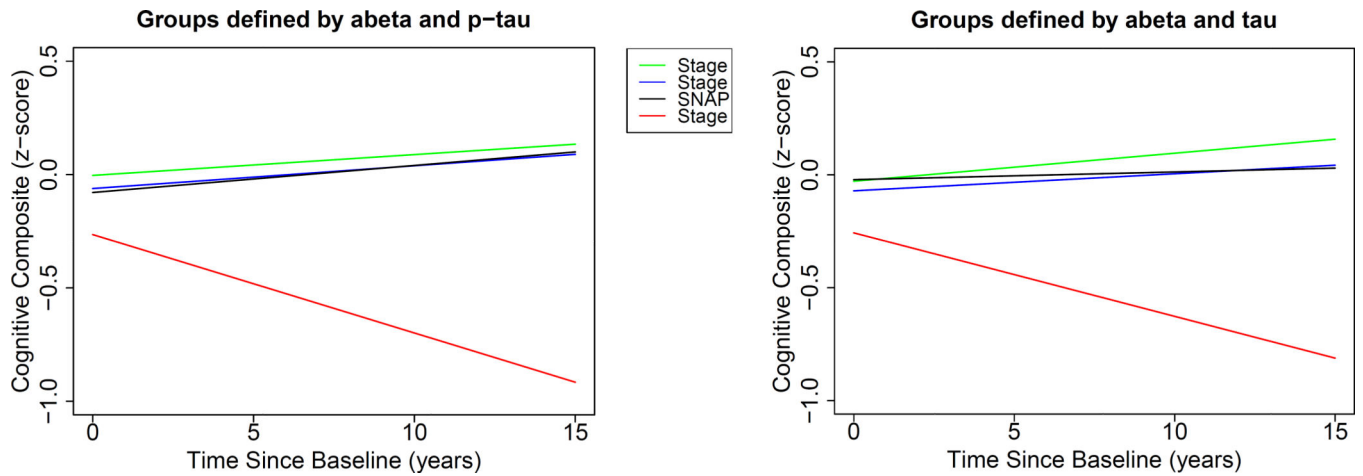 Groups defined by abeta and p−tau
Cognitive Composite (z−score)
0.5
0.0
−0.5
−1.0
0
5
10
15
Time Since Baseline (years)
Stage
Stage
SNAP
Stage
Groups defined by abeta and tau
Cognitive Composite (z−score)
0.5
0.0
−0.5
−1.0
0
5
10
15
Time Since Baseline (years)